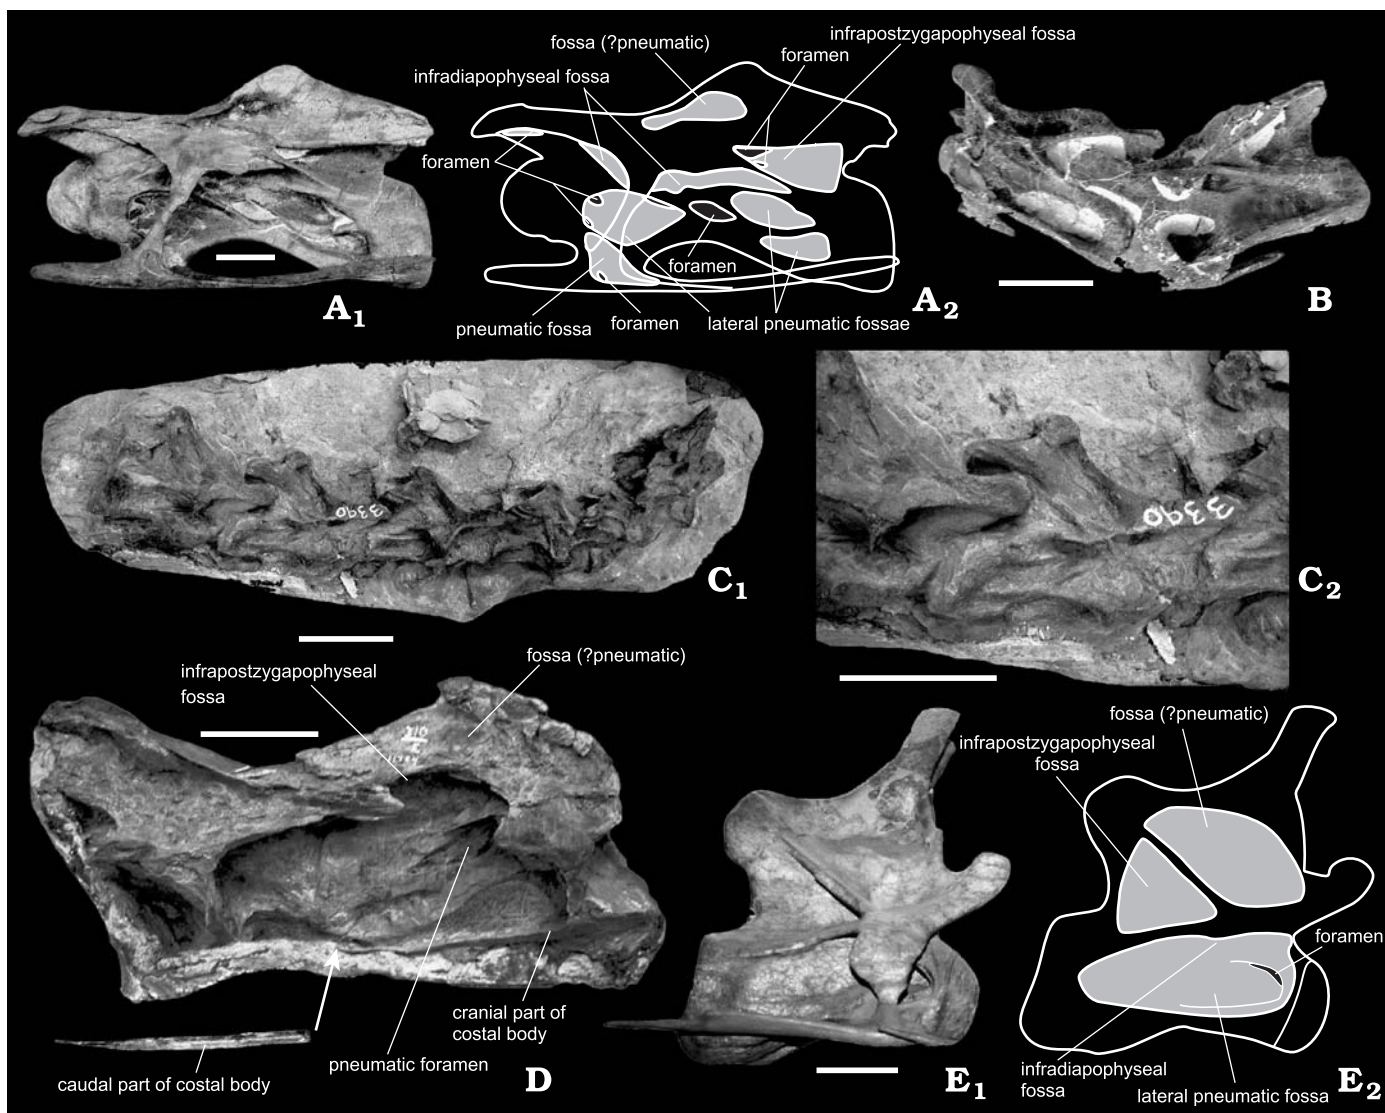 fossa (?pneumatic)
infrapostzygapophyseal fossa
foramen
infradiapophyseal fossa
foramen
foramen
pneumatic fossa
foramen
lateral pneumatic fossae
A1
A2
B
3390
C1
3390
C2
infrapostzygapophyseal
fossa
fossa (?pneumatic)
cranial part of
costal body
pneumatic foramen
caudal part of costal body
D
E1
fossa (?pneumatic)
infrapostzygapophyseal
fossa
foramen
infradiapophyseal
fossa
lateral pneumatic fossa
E2